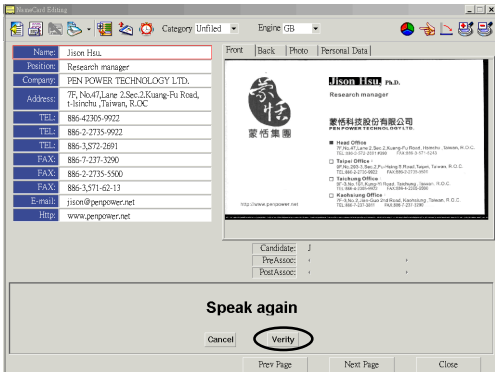 NameCard Editing
Category Unfiled Engine GB
Name: Jison Hsu.
Position: Research manager
Company: PEN POWER TECHNOLOGY LTD.
Address: 7F, No.47,Lane 2.Sec.2.Kuang-Fu Road,
t-lsinchu ,Taiwan, R.OC
TEL: 886-42305-9922
TEL: 886-2-2735-9922
TEL: 886-3,S72-2691
FAX: 886-7-237-3290
FAX: 886-2-2735-5500
FAX: 886-3,571-62-13
E-mail: jison@penpower.net
Http: www.penpower.net
Front Back Photo Personal Data
Jison Hsu, Ph.D.
Research manager
蒙恬
蒙恬集團
蒙恬科技股份有限公司
PEN POWER TECHNOLOGY LTD.
Head Office
Taipei Office :
Taichung Office
Kaohsiung Office
http://www.penpower.net
Candidate: J
PreAssoc:
PostAssoc:
Speak again
Cancel Verity
Prev Page Next Page Close